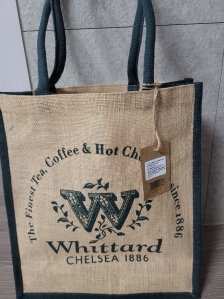 The Finest Tea, Coffee & Hot Ch since 1886
W
Whittard
CHELSEA 1886